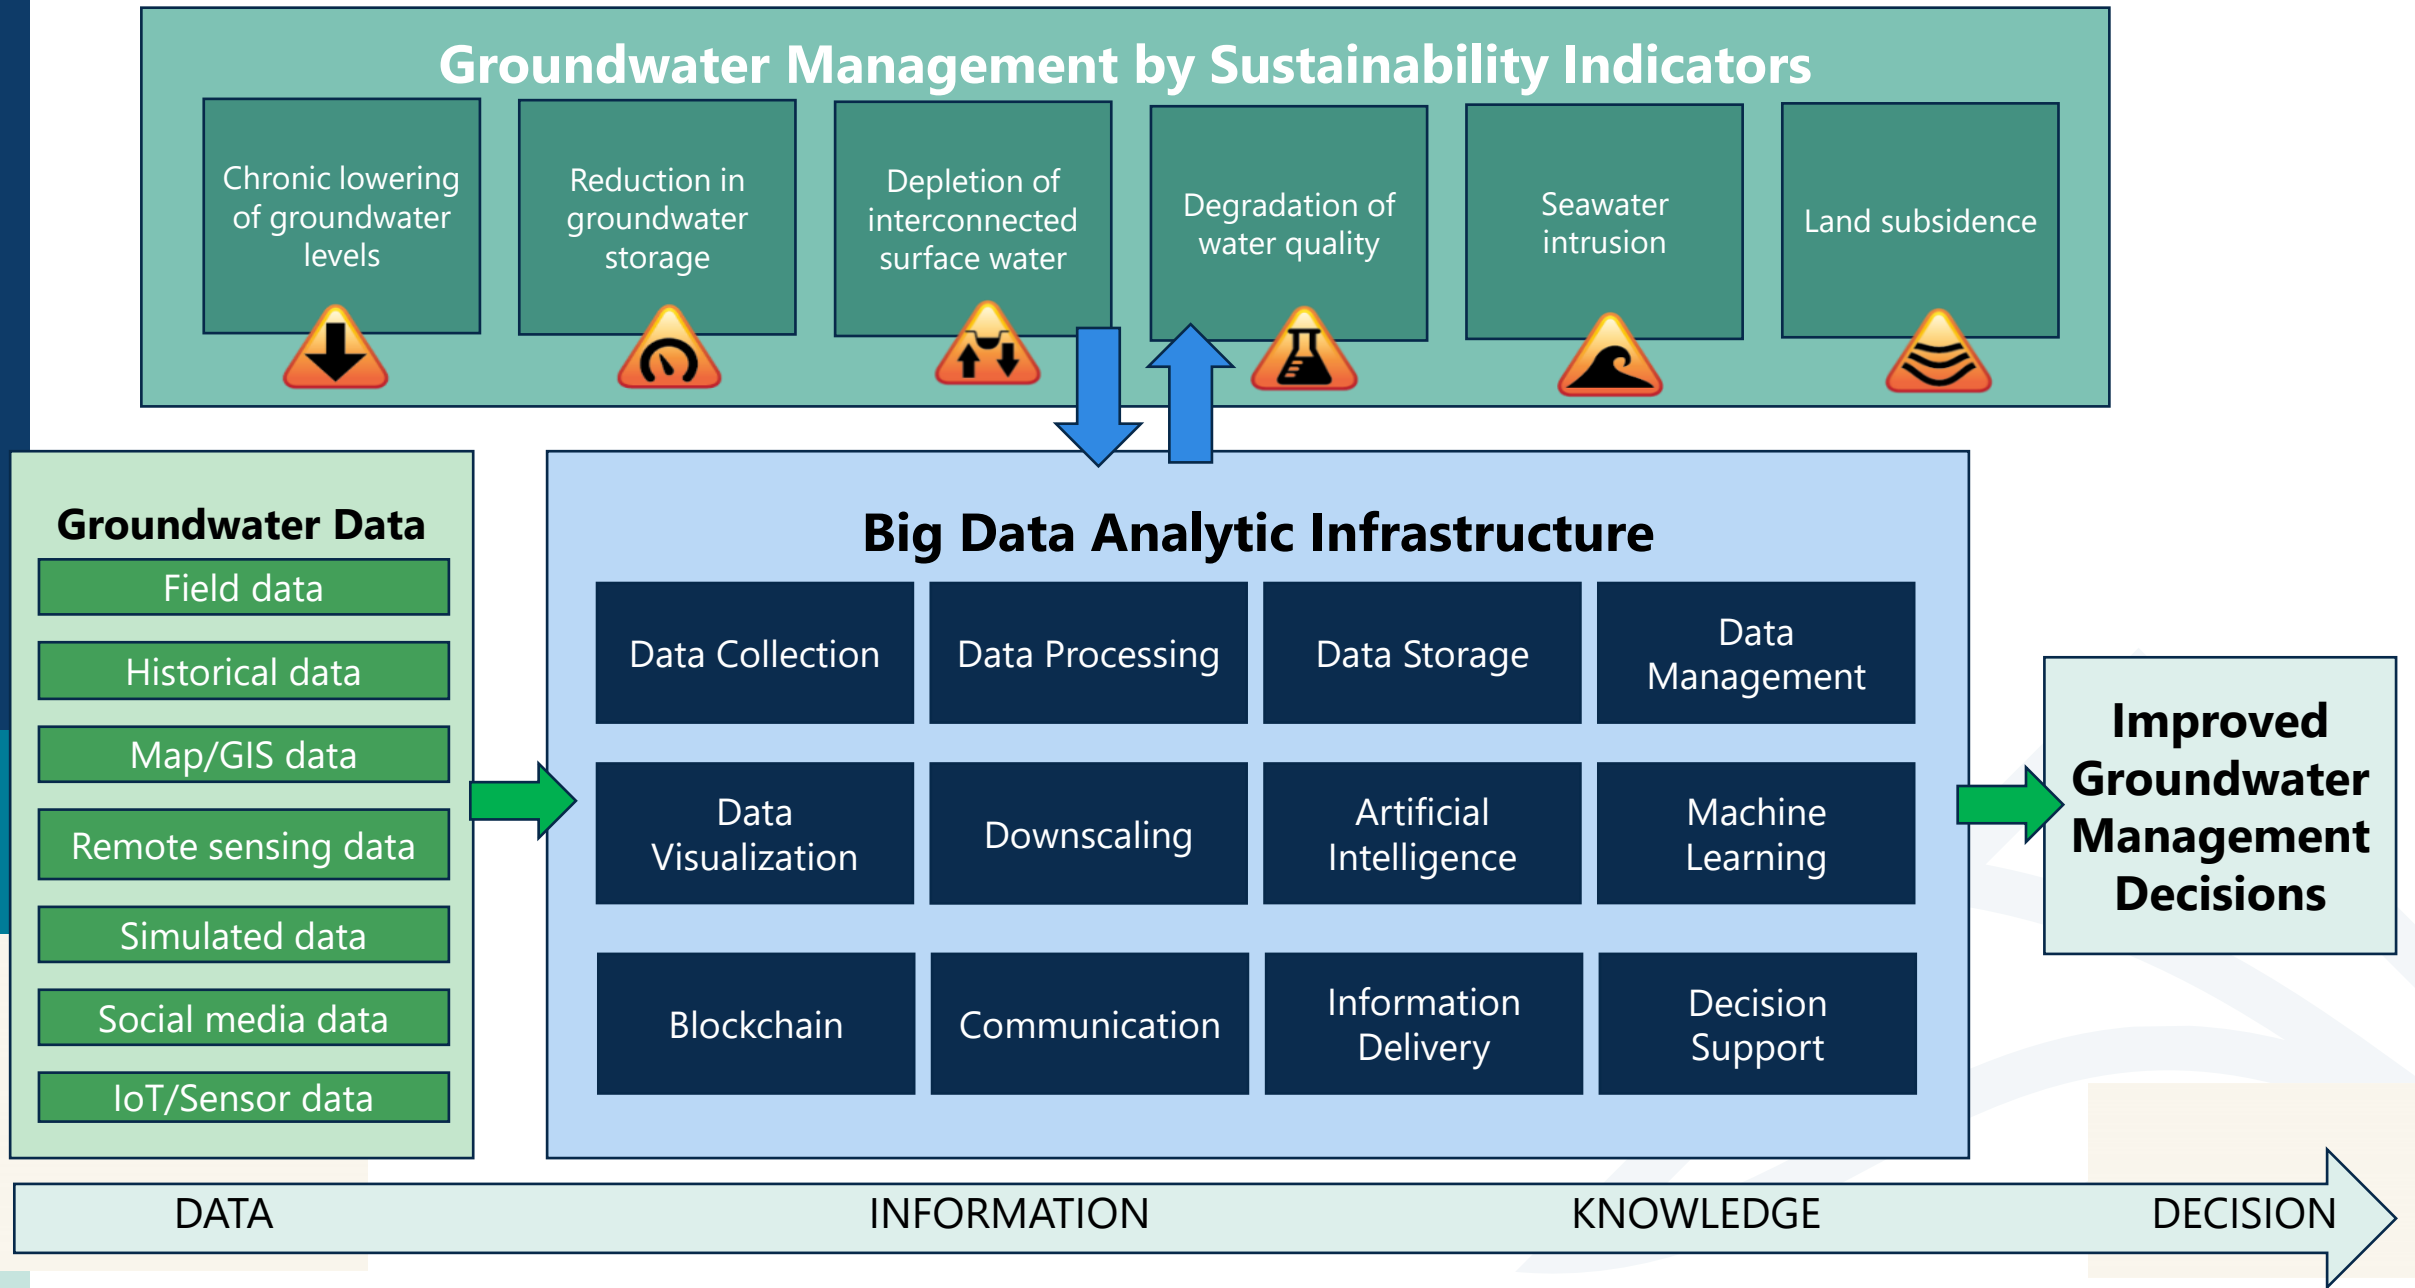 Groundwater Management by Sustainability Indicators
Chronic lowering
of groundwater
levels
Reduction in
groundwater
storage
Depletion of
interconnected
surface water
Degradation of
water quality
Seawater
intrusion
Land subsidence
Groundwater Data
Field data
Historical data
Map/GIS data
Remote sensing data
Simulated data
Social media data
IoT/Sensor data
Big Data Analytic Infrastructure
Data Collection
Data Processing
Data Storage
Data
Management
Data
Visualization
Downscaling
Artificial
Intelligence
Machine
Learning
Blockchain
Communication
Information
Delivery
Decision
Support
Improved
Groundwater
Management
Decisions
DATA
INFORMATION
KNOWLEDGE
DECISION